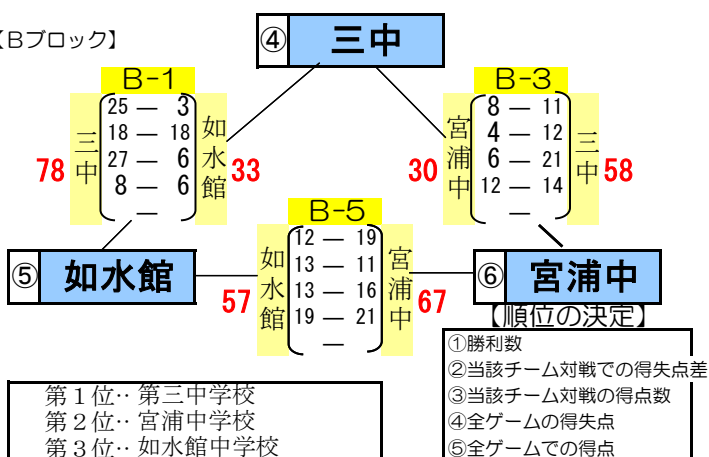 【Bブロック】
④ 三中
B-1
三中 78
25 — 3
18 — 18
27 — 6
8 — 6
—
如水館 33
B-3
宮浦中 30
8 — 11
4 — 12
6 — 21
12 — 14
—
三中 58
B-5
如水館 57
12 — 19
13 — 11
13 — 16
19 — 21
—
宮浦中 67
⑤ 如水館
⑥ 宮浦中
【順位の決定】
①勝利数
②当該チーム対戦での得失点差
③当該チーム対戦の得点数
④全ゲームの得失点
⑤全ゲームでの得点
第1位‥ 第三中学校
第2位‥ 宮浦中学校
第3位‥ 如水館中学校